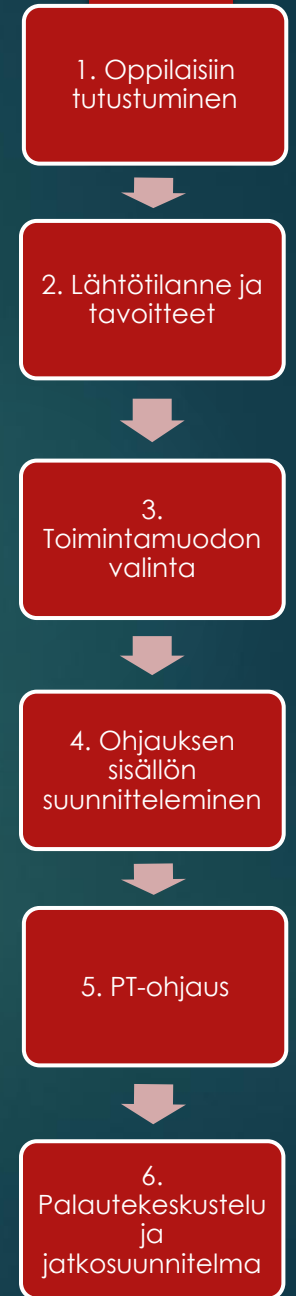 1. Oppilaisiin
tutustuminen
2. Lähtötilanne ja
tavoitteet
3.
Toimintamuodon
valinta
4. Ohjauksen
sisällön
suunnitteleminen
5. PT-ohjaus
6.
Palautekeskustelu
ja
jatkosuunnitelma